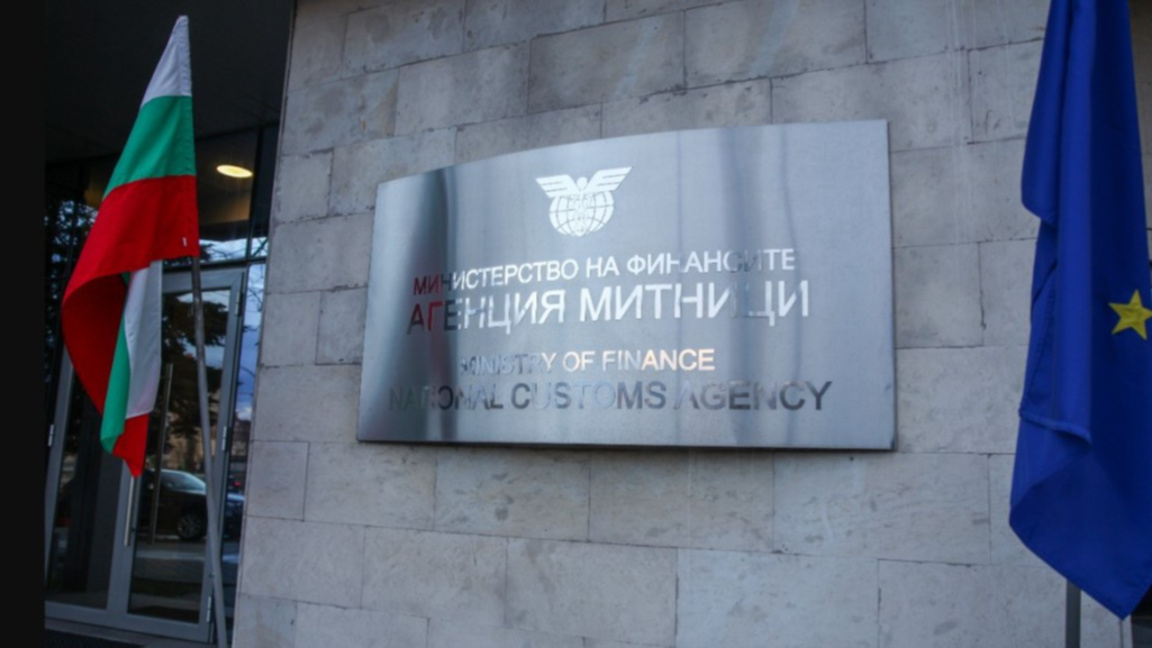 МИНИСТЕРСТВО НА ФИНАНСИТЕ
АГЕНЦИЯ МИТНИЦИ
MINISTRY OF FINANCE
NATIONAL CUSTOMS AGENCY